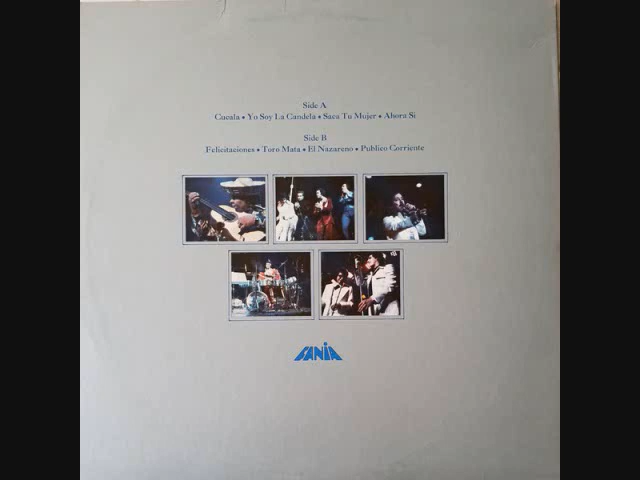 Side A
Cucala • Yo Soy La Candela • Saca Tu Mujer • Ahora Si
Side B
Felicitaciones • Toro Mata • El Nazareno • Publico Corriente
FANIA